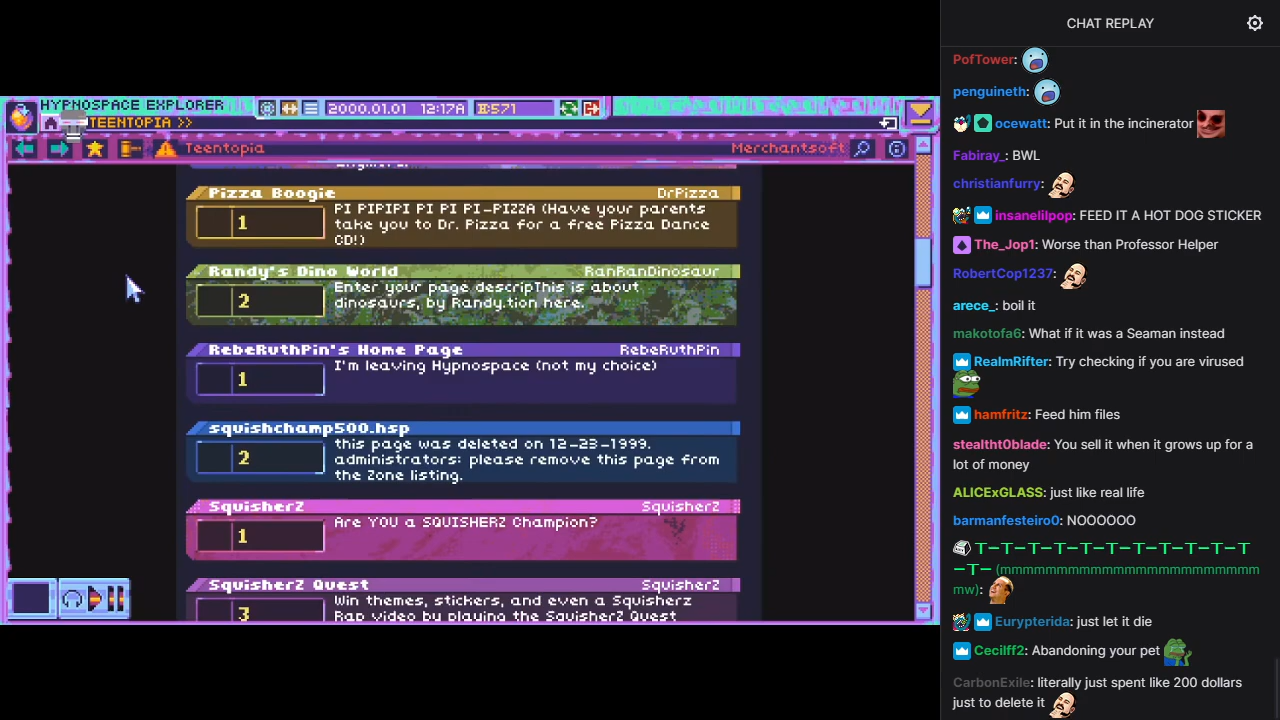 HYPNOSPACE EXPLORER
2000.01.01 12:17A
571
TEENTOPIA >>
Teentopia
Merchantsoft
Pizza Boogie
DrPizza
1
PI PIPIPI PI PI PI-PIZZA (Have your parents
take you to Dr. Pizza for a free Pizza Dance
CD!)
Randy's Dino World
RanRanDinosaur
2
Enter your page descripThis is about
dinosaurs, by Randy.tion here.
RebeRuthPin's Home Page
RebeRuthPin
1
I'm leaving Hypnospace (not my choice)
squishchamp500.hsp
2
this page was deleted on 12-23-1999.
administrators: please remove this page from
the Zone listing.
SquisherZ
SquisherZ
1
Are YOU a SQUISHERZ Champion?
SquisherZ Quest
SquisherZ
3
Win themes, stickers, and even a Squisherz
Rap video by playing the SquisherZ Quest
CHAT REPLAY
PofTower:
penguineth:
ocewatt: Put it in the incinerator
Fabiray_: BWL
christianfurry:
insanelilpop: FEED IT A HOT DOG STICKER
The_Jop1: Worse than Professor Helper
RobertCop1237:
arece_: boil it
makotofa6: What if it was a Seaman instead
RealmRifter: Try checking if you are virused
hamfritz: Feed him files
stealtht0blade: You sell it when it grows up for a
lot of money
ALICExGLASS: just like real life
barmanfesteiro0: NOOOOOO
Eurypterida: just let it die
Cecilff2: Abandoning your pet
CarbonExile: literally just spent like 200 dollars
just to delete it